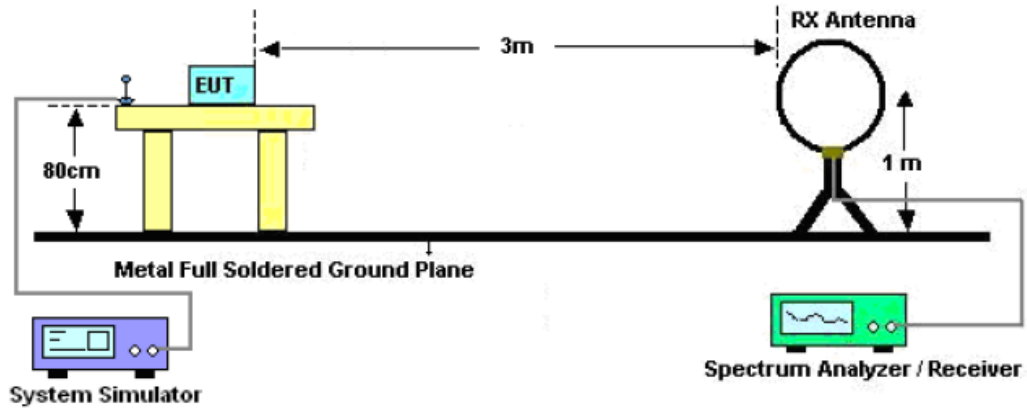 RX Antenna
3m
EUT
80cm
1 m
Metal Full Soldered Ground Plane
Spectrum Analyzer / Receiver
System Simulator